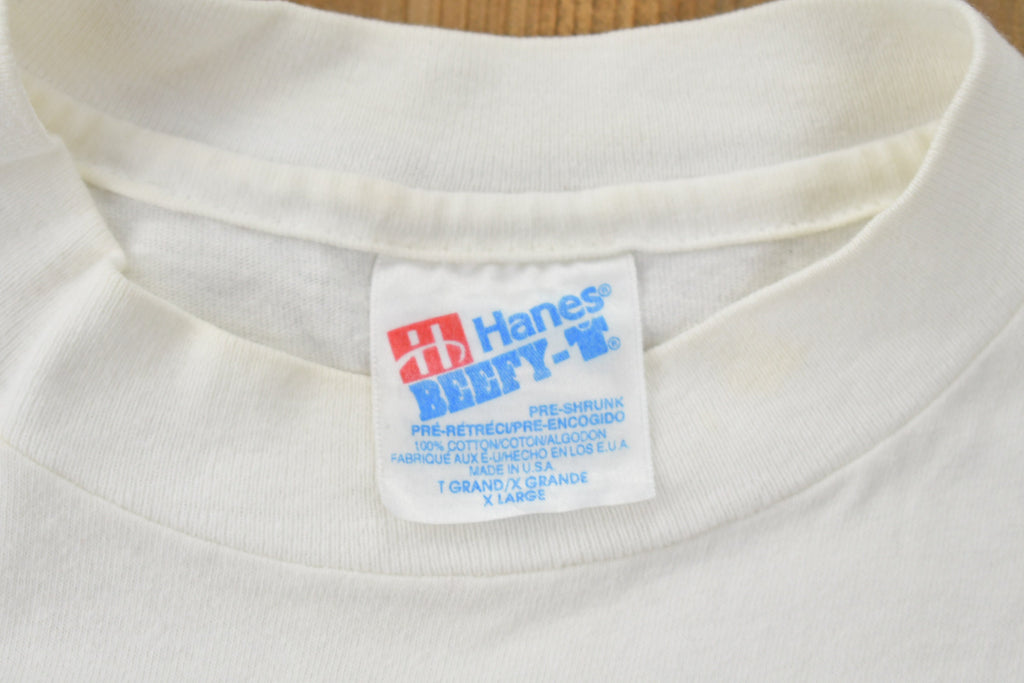 Hanes®
BEEFY-T®
PRE-SHRUNK
PRÉ-RÉTRÉCI/PRE-ENCOGIDO
100% COTTON/COTON/ALGODON
FABRIQUÉ AUX É-U/HECHO EN LOS E.U.A.
MADE IN U.S.A.
T GRAND/X GRANDE
X LARGE